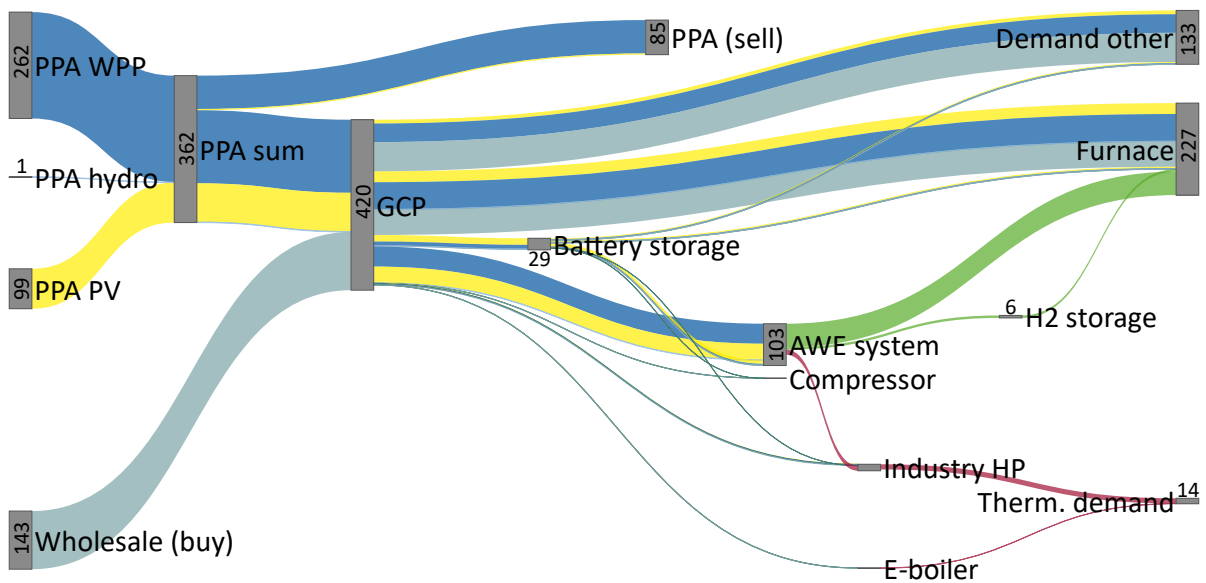 262
PPA WPP
1
PPA hydro
99
PPA PV
143
Wholesale (buy)
362
PPA sum
420
GCP
85
PPA (sell)
29
Battery storage
103
AWE system
Compressor
Industry HP
E-boiler
6
H2 storage
Demand other
133
Furnace
227
14
Therm. demand